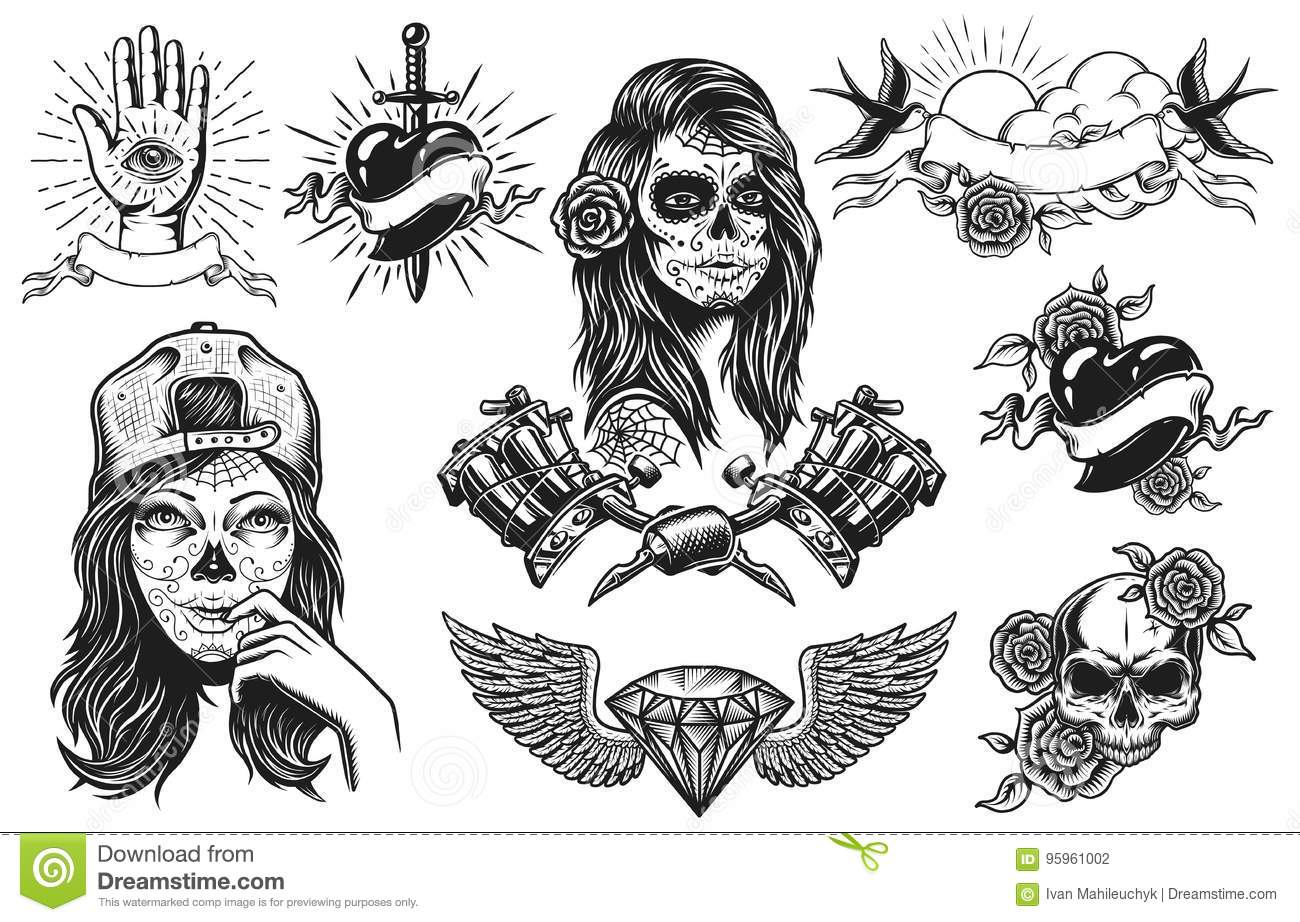 Download from
Dreamstime.com
This watermarked comp image is for previewing purposes only.
ID 95961002
© Ivan Mahileuchyk | Dreamstime.com